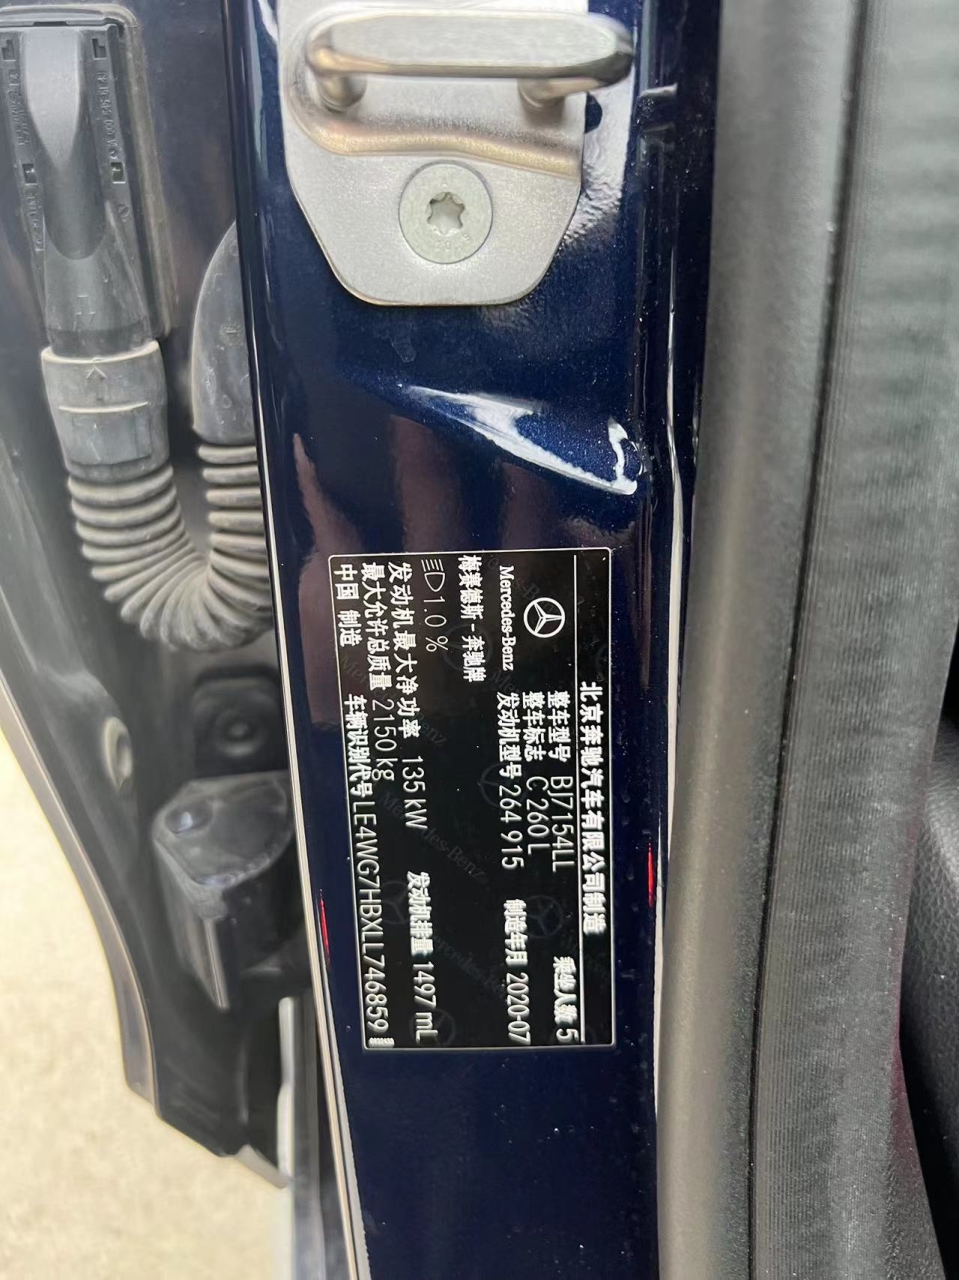 北京奔驰汽车有限公司制造
Mercedes-Benz
梅赛德斯-奔驰牌
整车型号 BJ7154LL 乘坐人数 5
整车标志 C 260 L
发动机型号 264 915 制造年月 2020-07
1.0 %
发动机最大净功率 135 kW 发动机排量 1497 mL
最大允许总质量 2150 kg
中国 制造 车辆识别代号 LE4WG7HBXLL746859